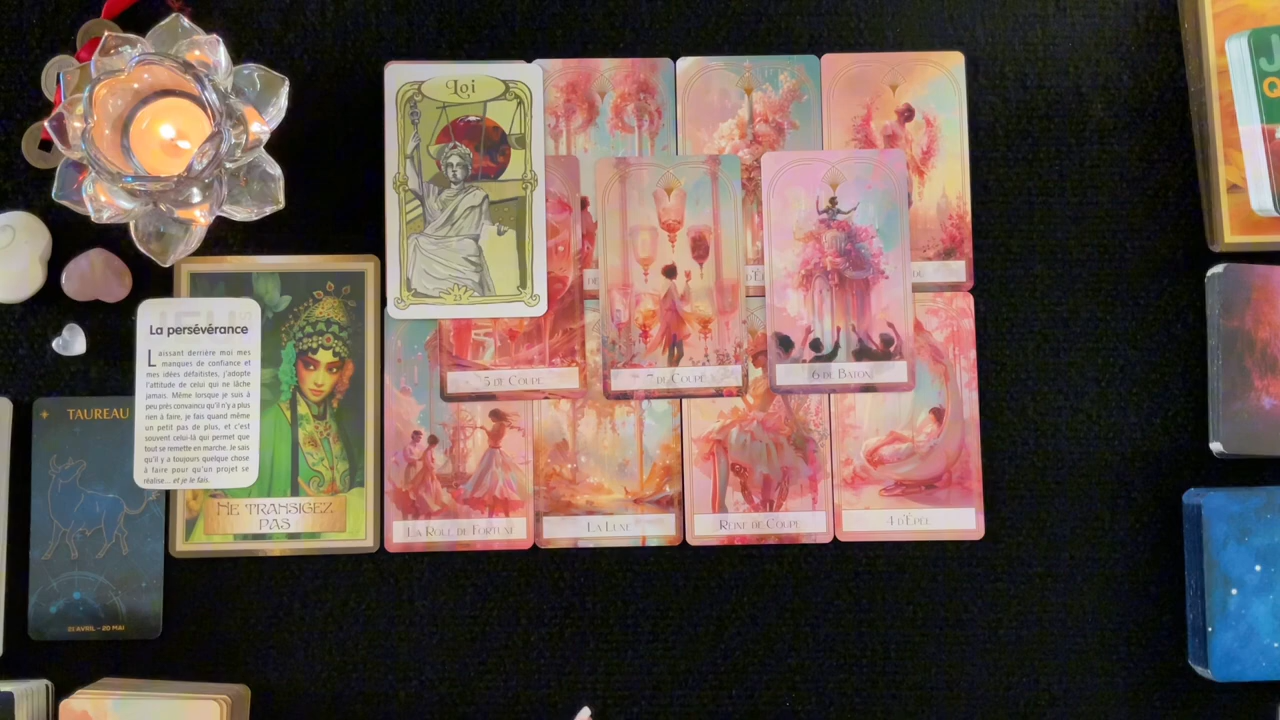 Loi
23
La persévérance
Laissant derrière moi mes
manques de confiance et
mes idées défaitistes, j'adopte
l'attitude de celui qui ne lâche
jamais. Même lorsque je suis à
peu près convaincu qu'il n'y a plus
rien à faire, je fais quand même
un petit pas de plus, et c'est
souvent celui-là qui permet que
tout se remette en marche. Je sais
qu'il y a toujours quelque chose
à faire pour qu'un projet se
réalise... et je le fais.
NE TRANSIGEZ
PAS
TAUREAU
20 MAI
5 DE COUPE
7 DE COUPE
6 DE BATON
LA ROUE DE FORTUNE
LA LUNE
REINE DE COUPE
4 D'ÉPÉE